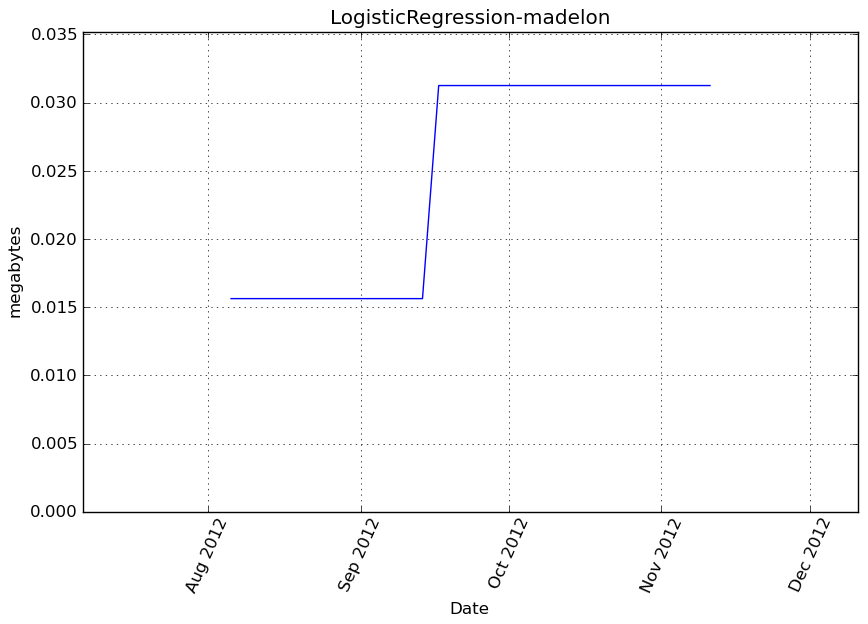 LogisticRegression-madelon
0.035
0.030
0.025
0.020
0.015
0.010
0.005
0.000
megabytes
Aug 2012
Sep 2012
Oct 2012
Nov 2012
Dec 2012
Date